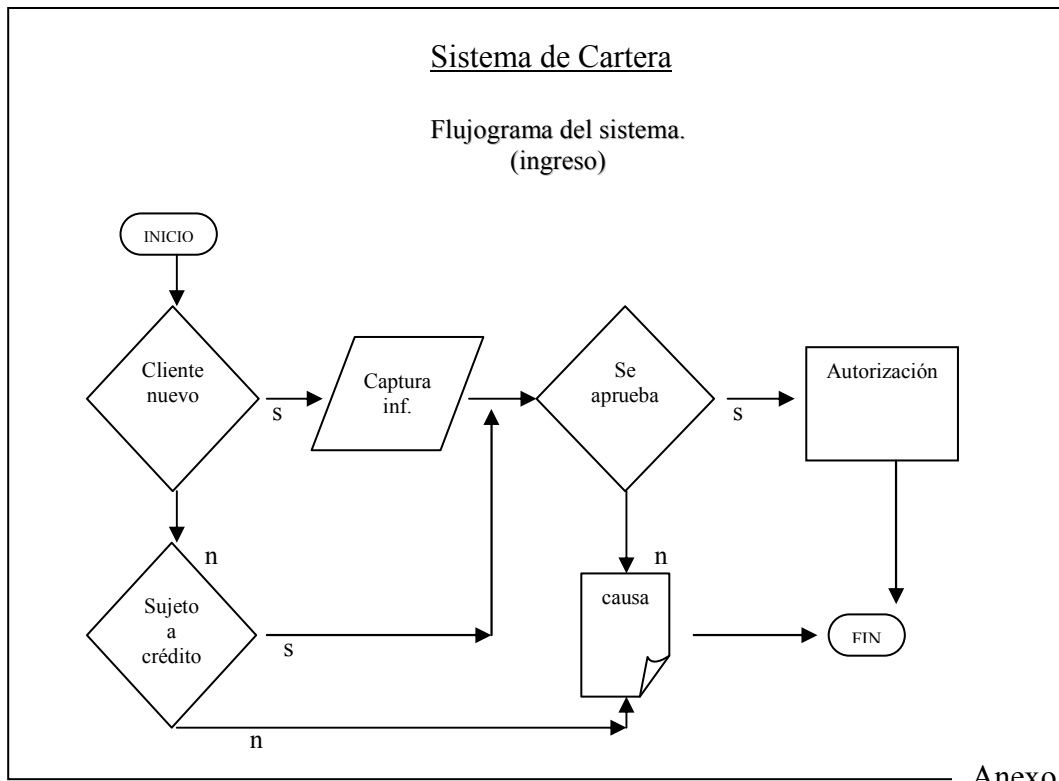 Sistema de Cartera
Flujograma del sistema.
(ingreso)
INICIO
Cliente
nuevo
s
Captura
inf.
Se
aprueba
s
Autorización
n
Sujeto
a
crédito
s
n
causa
n
FIN
Anexo